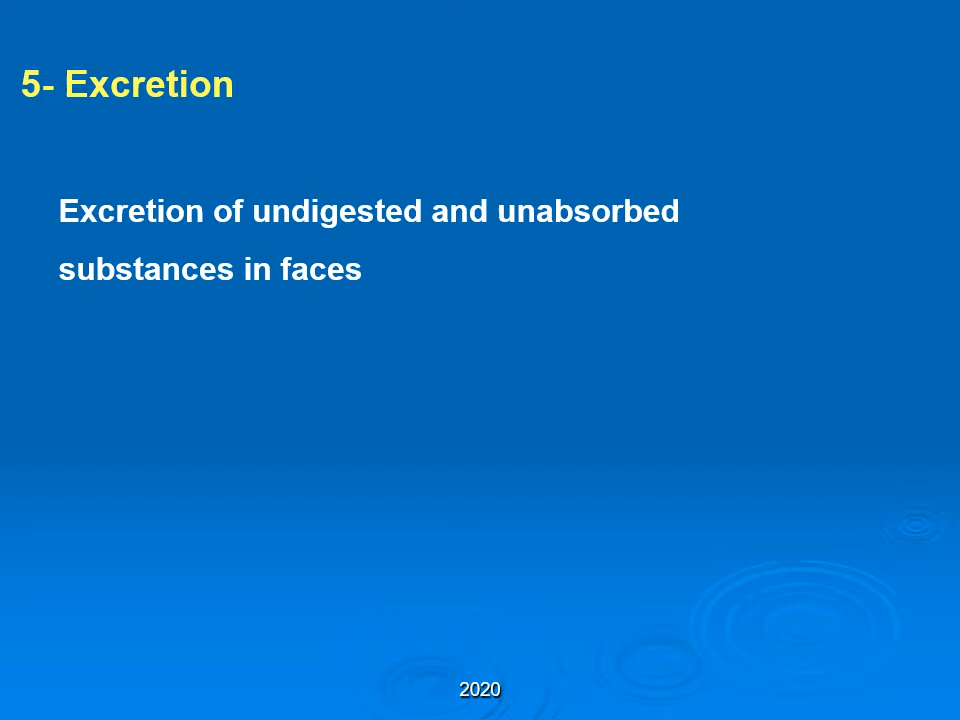 5- Excretion
Excretion of undigested and unabsorbed
substances in faces
2020